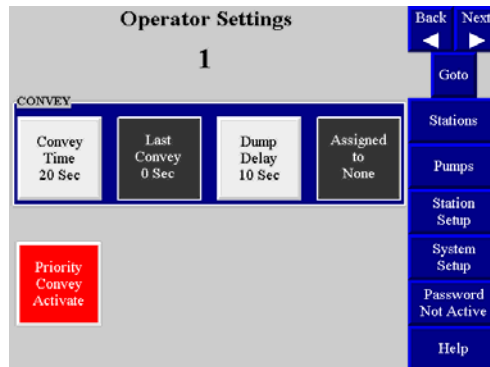 Operator Settings
1
Back
Next
Goto
CONVEY
Convey
Time
20 Sec
Last
Convey
0 Sec
Dump
Delay
10 Sec
Assigned
to
None
Priority
Convey
Activate
Stations
Pumps
Station
Setup
System
Setup
Password
Not Active
Help